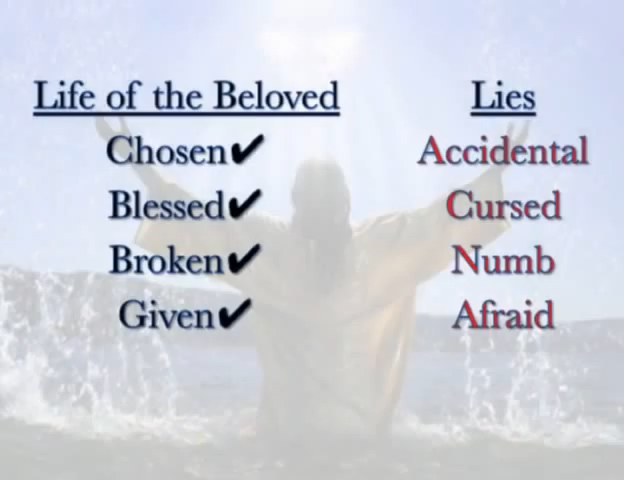 Life of the Beloved Lies
Chosen✔ Accidental
Blessed✔ Cursed
Broken✔ Numb
Given✔ Afraid